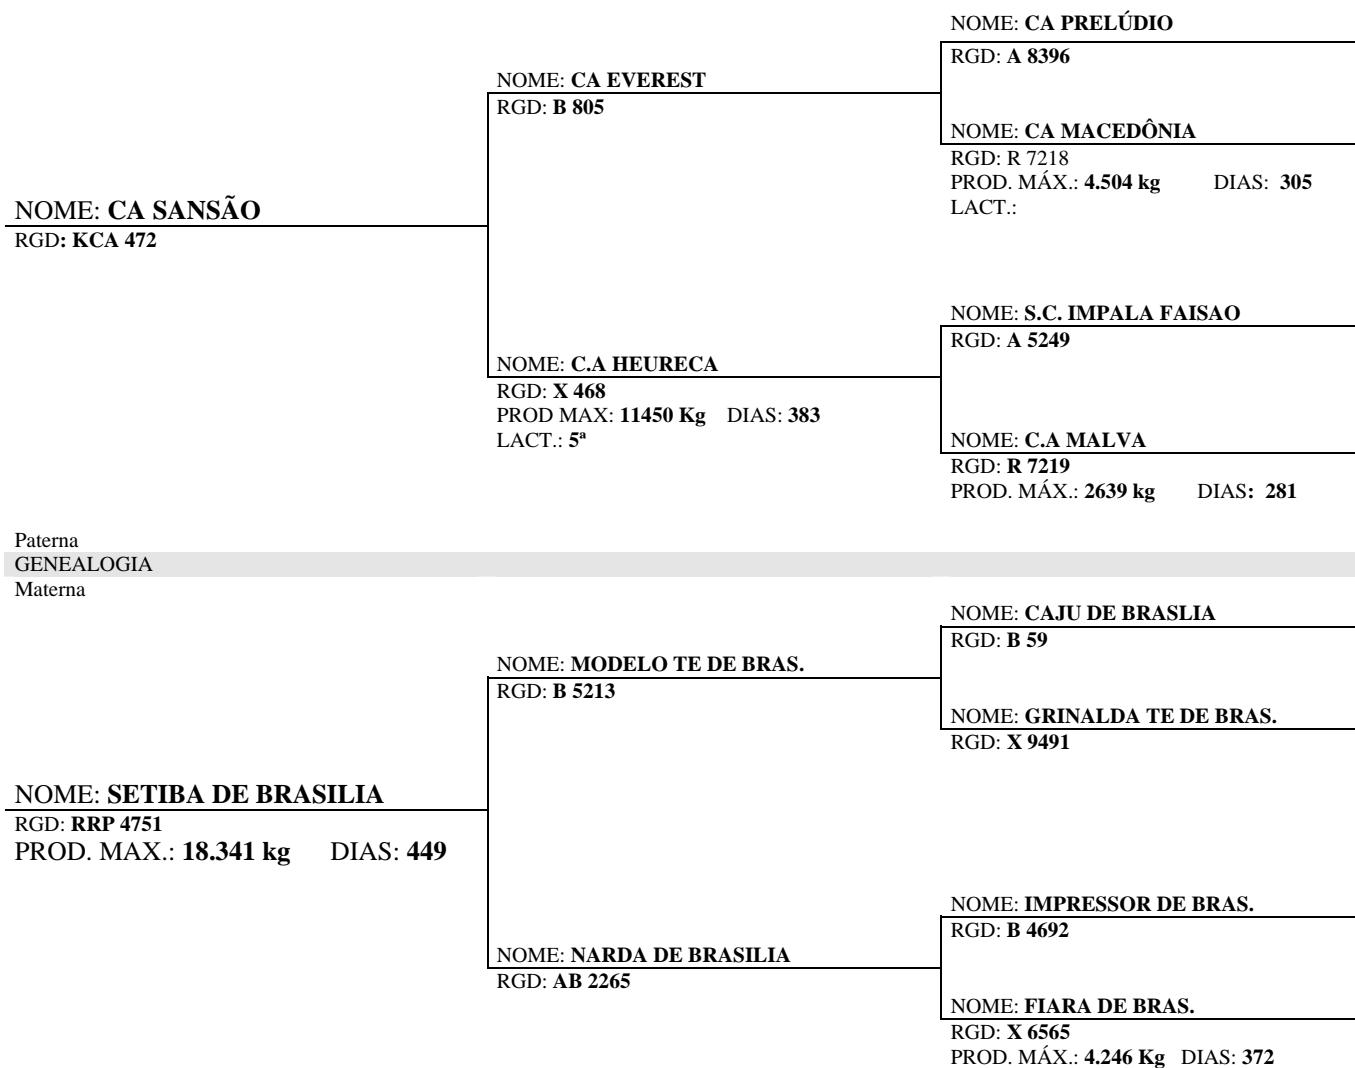 NOME: CA PRELÚDIO
RGD: A 8396
NOME: CA EVEREST
RGD: B 805
NOME: CA MACEDÔNIA
RGD: R 7218
PROD. MÁX.: 4.504 kg DIAS: 305
LACT.:
NOME: CA SANSÃO
RGD: KCA 472
NOME: S.C. IMPALA FAISAO
RGD: A 5249
NOME: C.A HEURECA
RGD: X 468
PROD MAX: 11450 Kg DIAS: 383
LACT.: 5ª
NOME: C.A MALVA
RGD: R 7219
PROD. MÁX.: 2639 kg DIAS: 281
Paterna
GENEALOGIA
Materna
NOME: CAJU DE BRASLIA
RGD: B 59
NOME: MODELO TE DE BRAS.
RGD: B 5213
NOME: GRINALDA TE DE BRAS.
RGD: X 9491
NOME: SETIBA DE BRASILIA
RGD: RRP 4751
PROD. MAX.: 18.341 kg DIAS: 449
NOME: IMPRESSOR DE BRAS.
RGD: B 4692
NOME: NARDA DE BRASILIA
RGD: AB 2265
NOME: FIARA DE BRAS.
RGD: X 6565
PROD. MÁX.: 4.246 Kg DIAS: 372